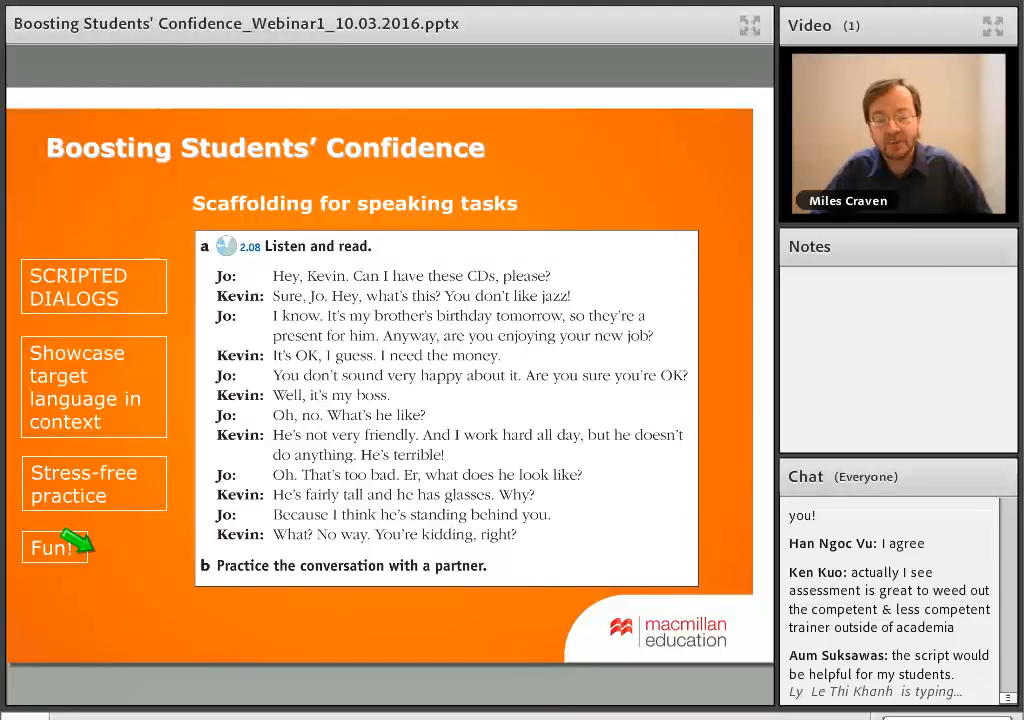 Boosting Students' Confidence_Webinar1_10.03.2016.pptx
Boosting Students’ Confidence
Scaffolding for speaking tasks
SCRIPTED
DIALOGS
Showcase
target
language in
context
Stress-free
practice
Fun!
a 2.08 Listen and read.
Jo: Hey, Kevin. Can I have these CDs, please?
Kevin: Sure, Jo. Hey, what’s this? You don’t like jazz!
Jo: I know. It’s my brother’s birthday tomorrow, so they’re a
present for him. Anyway, are you enjoying your new job?
Kevin: It’s OK, I guess. I need the money.
Jo: You don’t sound very happy about it. Are you sure you’re OK?
Kevin: Well, it’s my boss.
Jo: Oh, no. What’s he like?
Kevin: He’s not very friendly. And I work hard all day, but he doesn’t
do anything. He’s terrible!
Jo: Oh. That’s too bad. Er, what does he look like?
Kevin: He’s fairly tall and he has glasses. Why?
Jo: Because I think he’s standing behind you.
Kevin: What? No way. You’re kidding, right?
b Practice the conversation with a partner.
macmillan
education
Video (1)
Miles Craven
Notes
Chat (Everyone)
you!
Han Ngoc Vu: I agree
Ken Kuo: actually I see
assessment is great to weed out
the competent & less competent
trainer outside of academia
Aum Suksawas: the script would
be helpful for my students.
Ly Le Thi Khanh is typing...